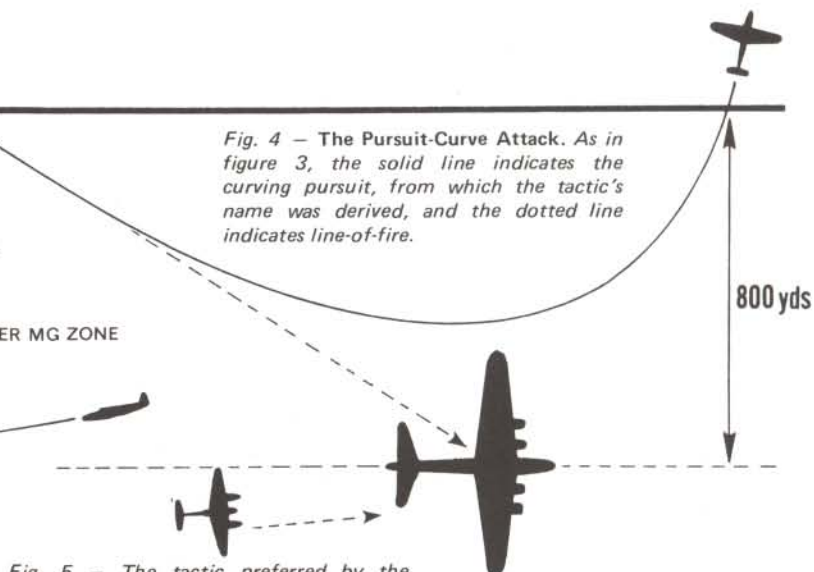 Fig. 4 – The Pursuit-Curve Attack. As in
figure 3, the solid line indicates the
curving pursuit, from which the tactic's
name was derived, and the dotted line
indicates line-of-fire.
800 yds
ER MG ZONE
Fig. 5 – The tactic preferred by the